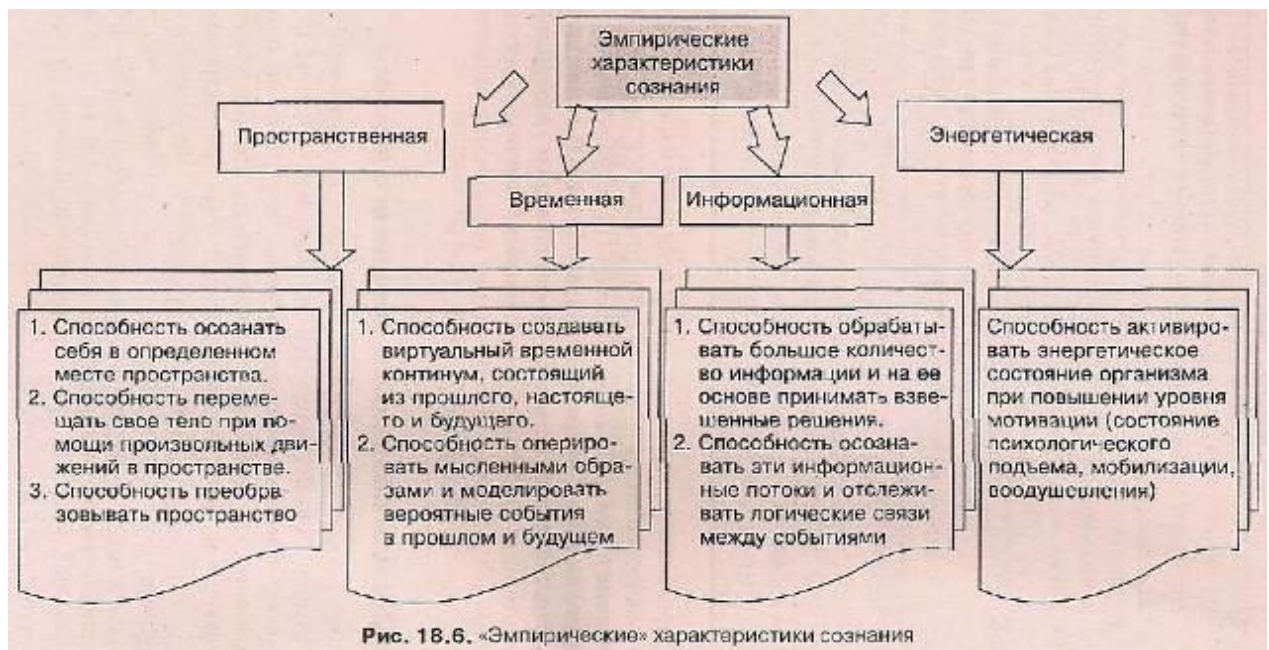 Эмпирические
характеристики
сознания
Пространственная
Энергетическая
Временная
Информационная
1. Способность осознать
себя в определенном
месте пространства.
2. Способность переме-
щать свое тело при по-
мощи произвольных дви-
жений в пространстве.
3. Способность преобра
зовывать пространство
1. Способность создавать
виртуальный временной
континум, состоящий
из прошлого, настояще-
го и будущего.
2. Способность опериро-
вать мысленными обра-
зами и моделировать
вероятные события
в прошлом и будущем
1. Способность обрабаты-
вать большое количест-
во информации и на ее
основе принимать взве-
шенные решения.
2. Способность осозна-
вать эти информацион-
ные потоки и отслежи-
вать логические связи
между событиями
Способность активиро-
вать энергетическое
состояние организма
при повышении уровня
мотивации (состояние
психологического
подъема, мобилизации,
воодушевления)
Рис. 18.6. «Эмпирические» характеристики сознания